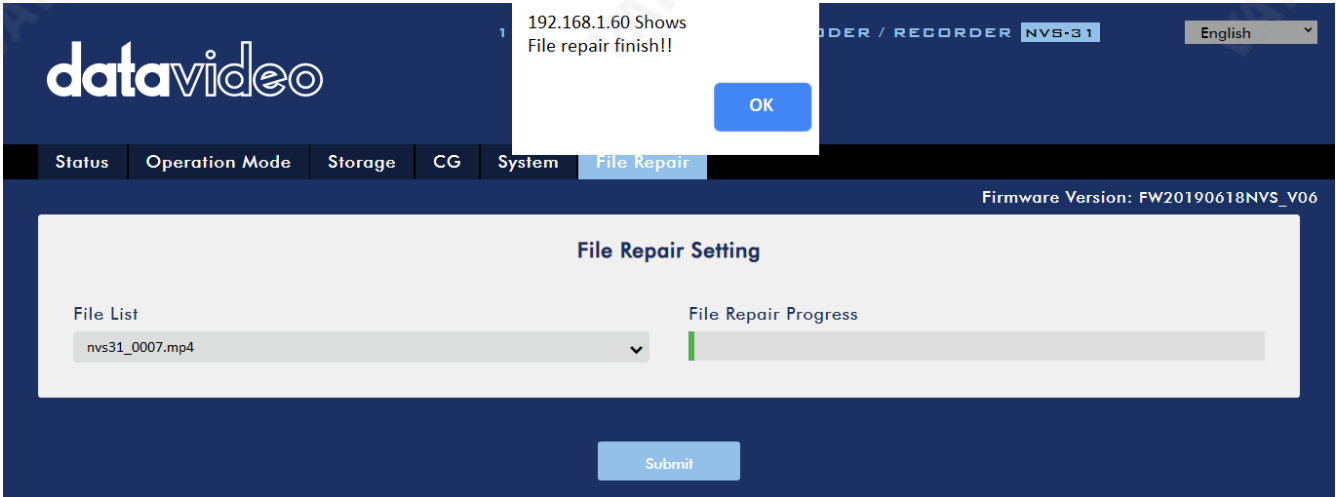 192.168.1.60 Shows
File repair finish!!
OK
datavideo
1
DER / RECORDER NVS-31
English
Status Operation Mode Storage CG System File Repair
Firmware Version: FW20190618NVS_V06
File Repair Setting
File List
File Repair Progress
nvs31_0007.mp4
Submit